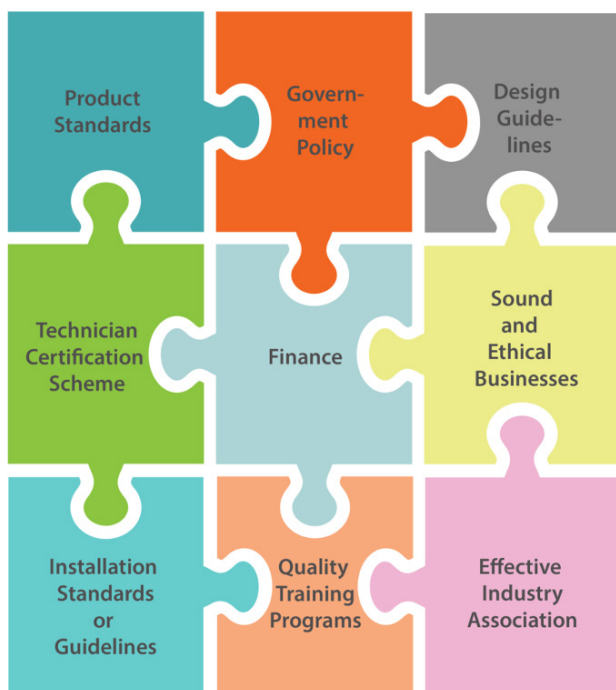 Product
Standards
Govern-
ment
Policy
Design
Guide-
lines
Technician
Certification
Scheme
Finance
Sound
and
Ethical
Businesses
Installation
Standards
or
Guidelines
Quality
Training
Programs
Effective
Industry
Association